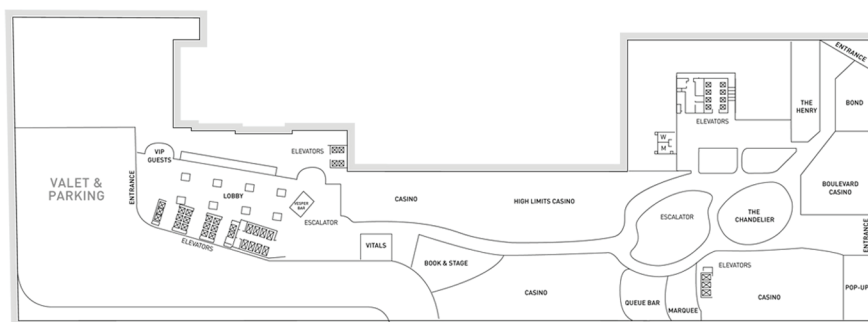 ENTRANCE
THE
HENRY
BOND
ELEVATORS
W
M
ELEVATORS
VIP
GUESTS
VALET &
PARKING
ENTRANCE
LOBBY
VESPER
BAR
ESCALATOR
ELEVATORS
CASINO
HIGH LIMITS CASINO
BOULEVARD
CASINO
ESCALATOR
THE
CHANDELIER
ENTRANCE
VITALS
BOOK & STAGE
ELEVATORS
CASINO
QUEUE BAR
MARQUEE
CASINO
POP-UP